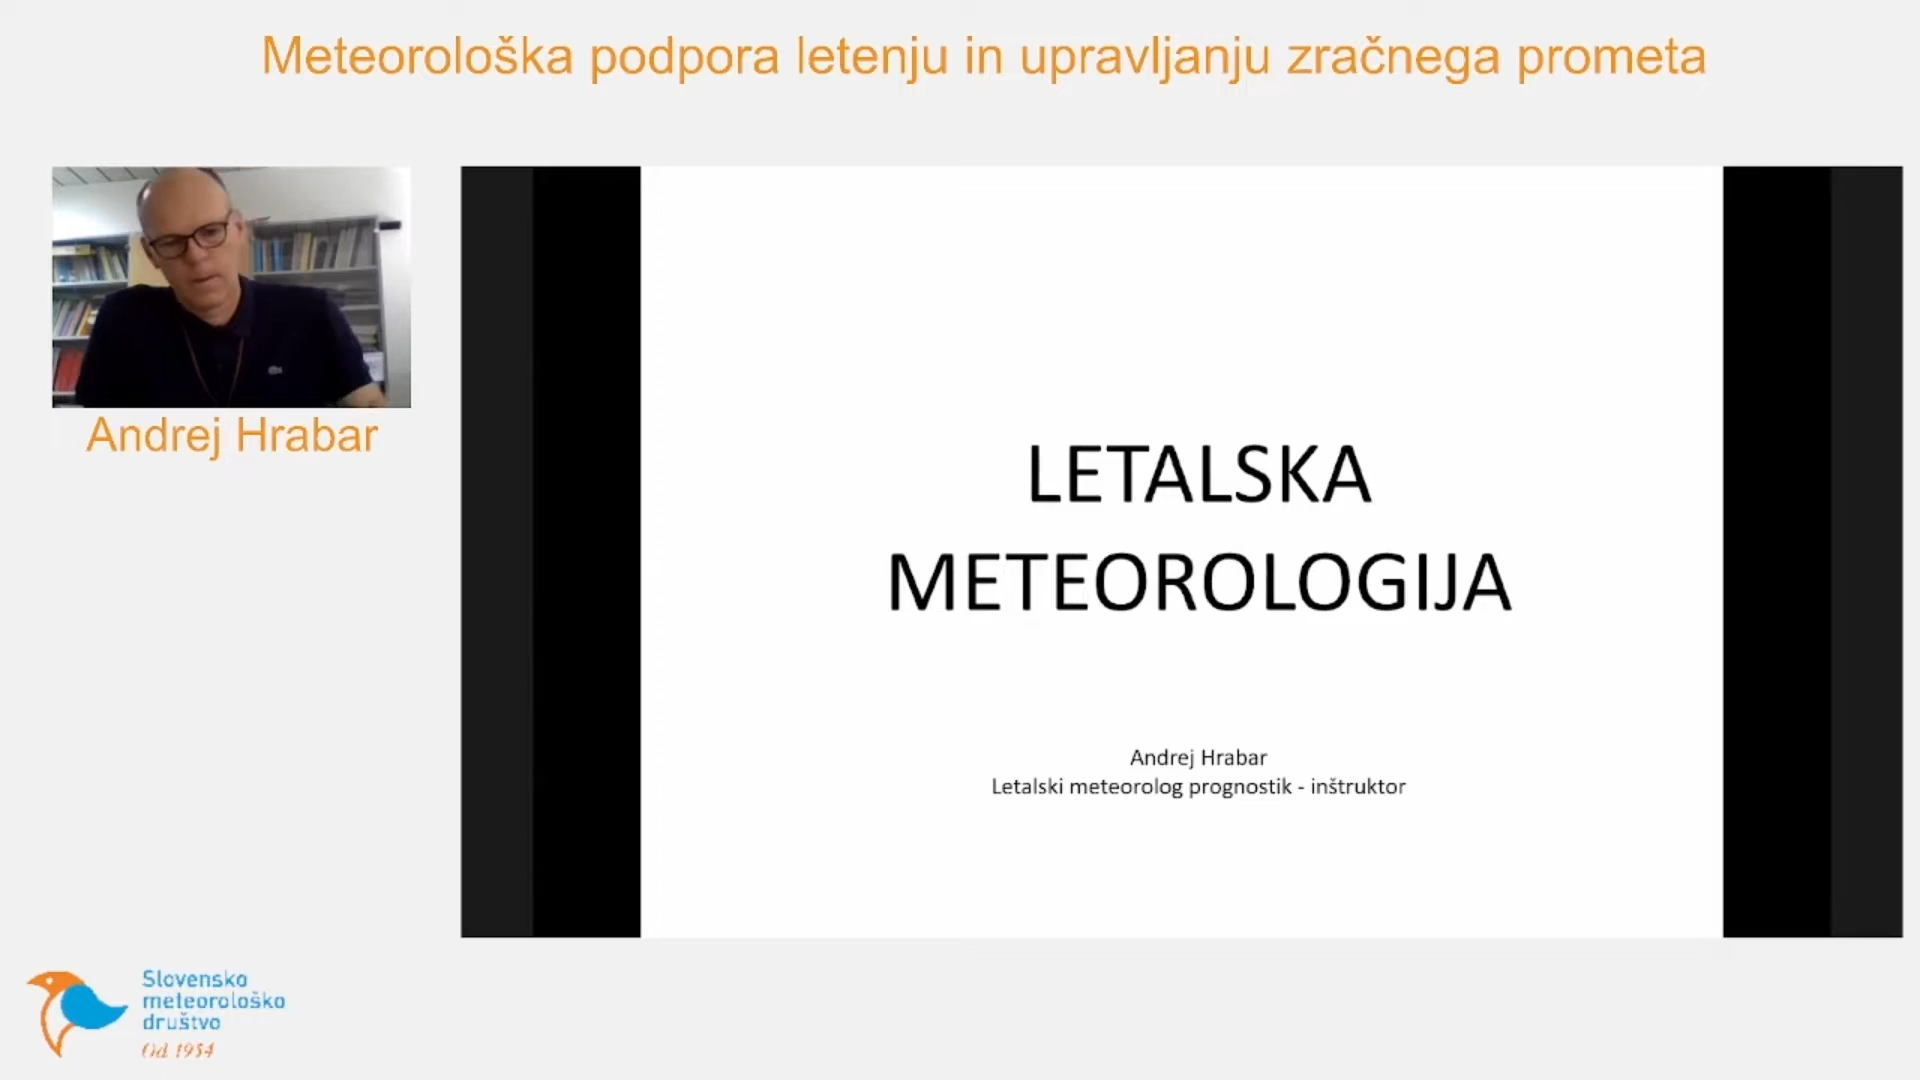 Meteorološka podpora letenju in upravljanju zračnega prometa
Andrej Hrabar
LETALSKA
METEOROLOGIJA
Andrej Hrabar
Letalski meteorolog prognostik - inštruktor
Slovensko
meteorološko
društvo
Od 1954